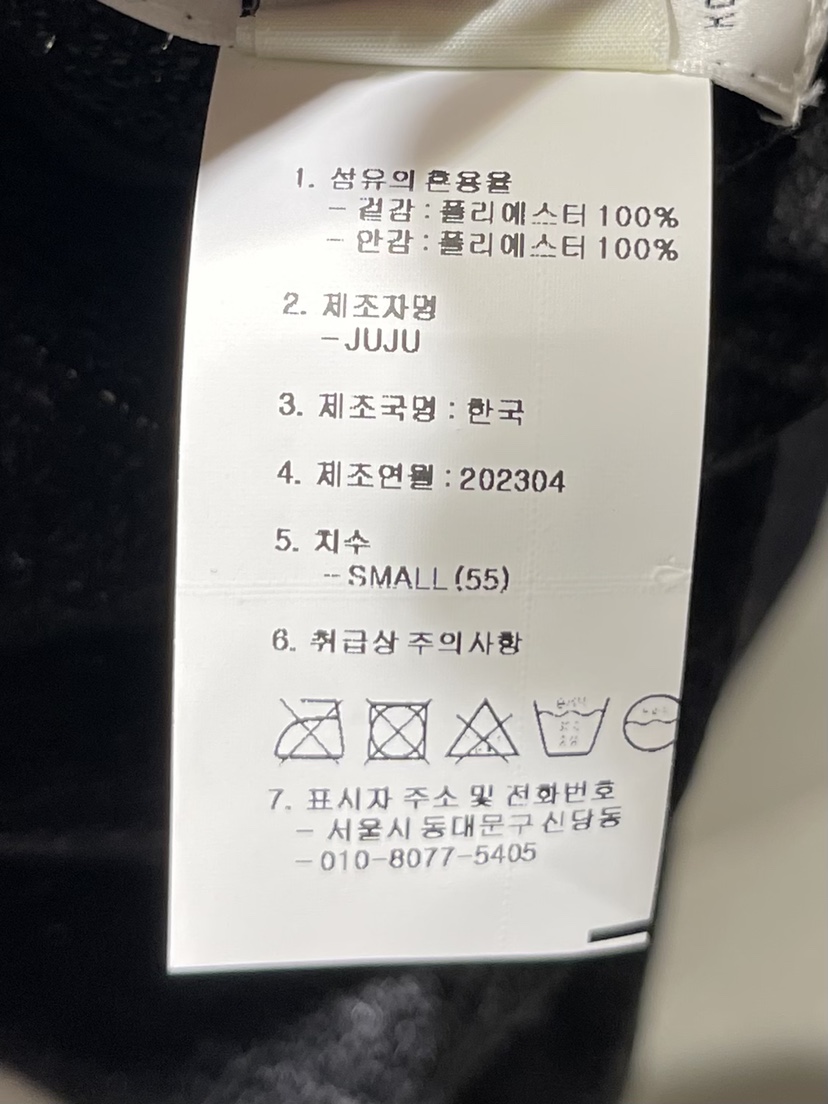 1. 섬유의 혼용율
- 겉감 : 폴리에스터 100%
- 안감 : 폴리에스터 100%
2. 제조자명
- JUJU
3. 제조국명 : 한국
4. 제조연월 : 202304
5. 치수
- SMALL (55)
6. 취급상 주의사항
7. 표시자 주소 및 전화번호
- 서울시 동대문구 신당동
- 010-8077-5405